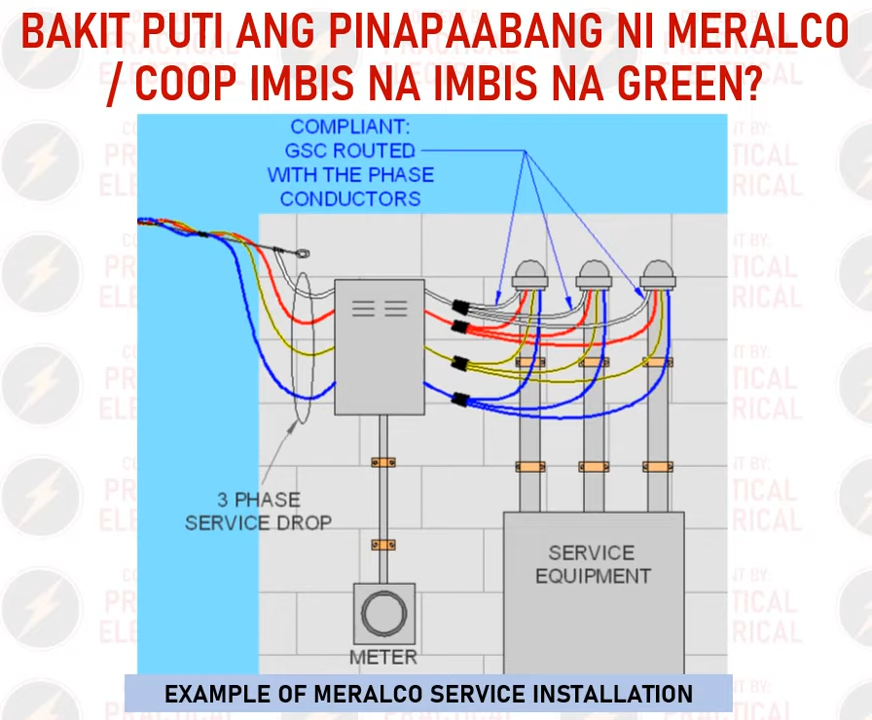 BAKIT PUTI ANG PINAPAABANG NI MERALCO
/ COOP IMBIS NA IMBIS NA GREEN?
COMPLIANT:
GSC ROUTED
WITH THE PHASE
CONDUCTORS
3 PHASE
SERVICE DROP
SERVICE
EQUIPMENT
METER
EXAMPLE OF MERALCO SERVICE INSTALLATION